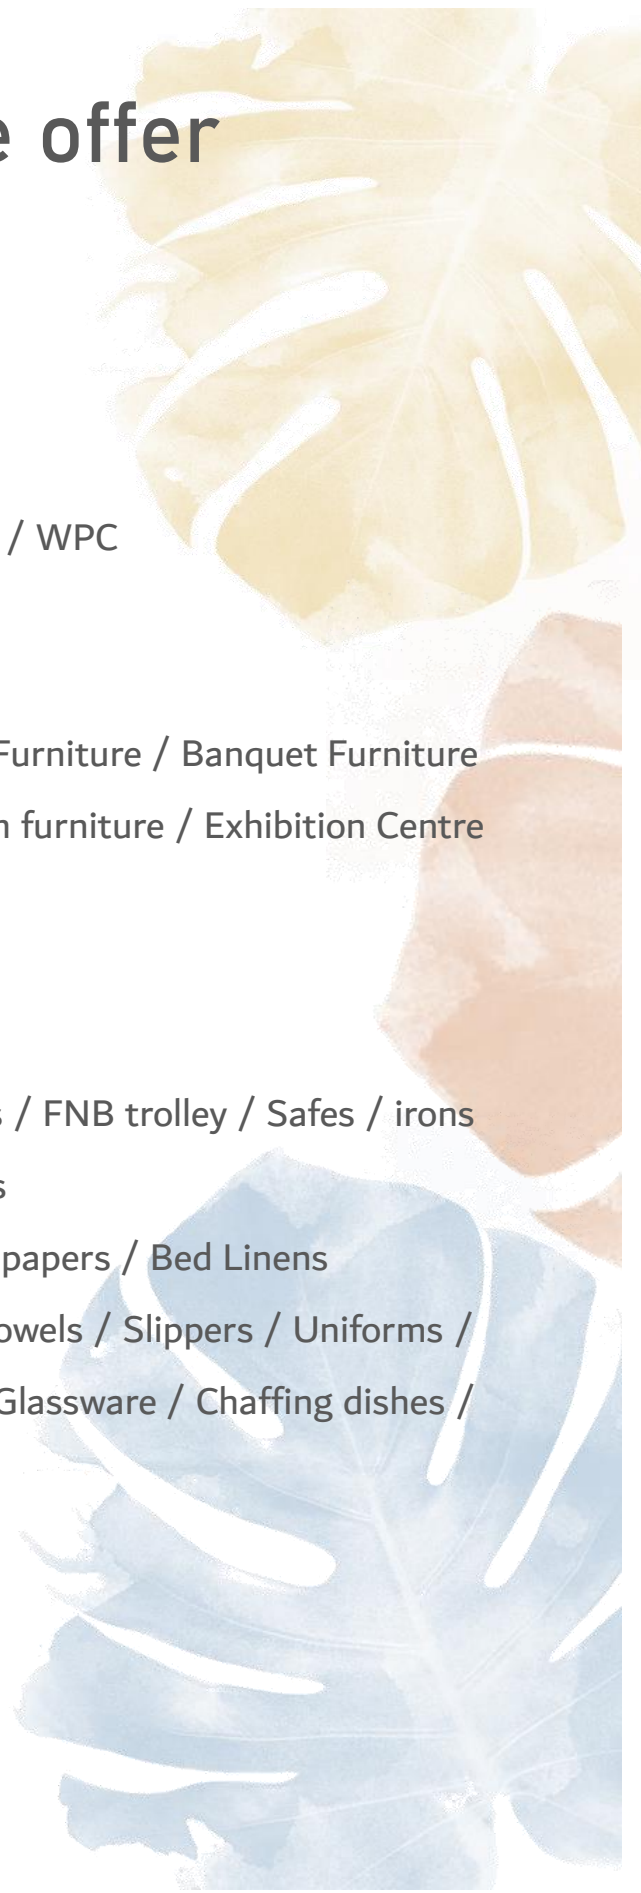 e offer
/ WPC
Furniture / Banquet Furniture
n furniture / Exhibition Centre
s / FNB trolley / Safes / irons
s
papers / Bed Linens
owels / Slippers / Uniforms /
Glassware / Chaffing dishes /